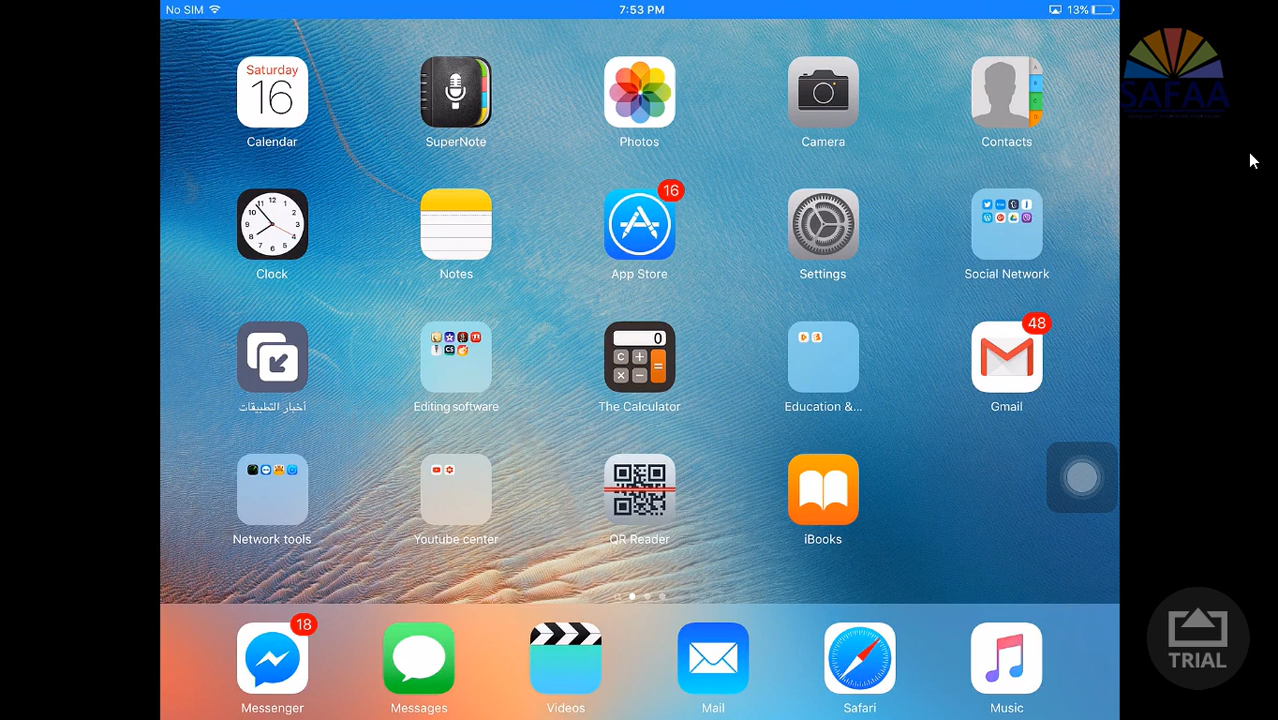 No SIM 7:53 PM 13%
SAFAA
Saturday
16
Calendar SuperNote Photos Camera Contacts
16
Clock Notes App Store Settings Social Network
48
أخبار التطبيقات Editing software The Calculator Education &... Gmail
Network tools Youtube center QR Reader iBooks
18
TRIAL
Messenger Messages Videos Mail Safari Music